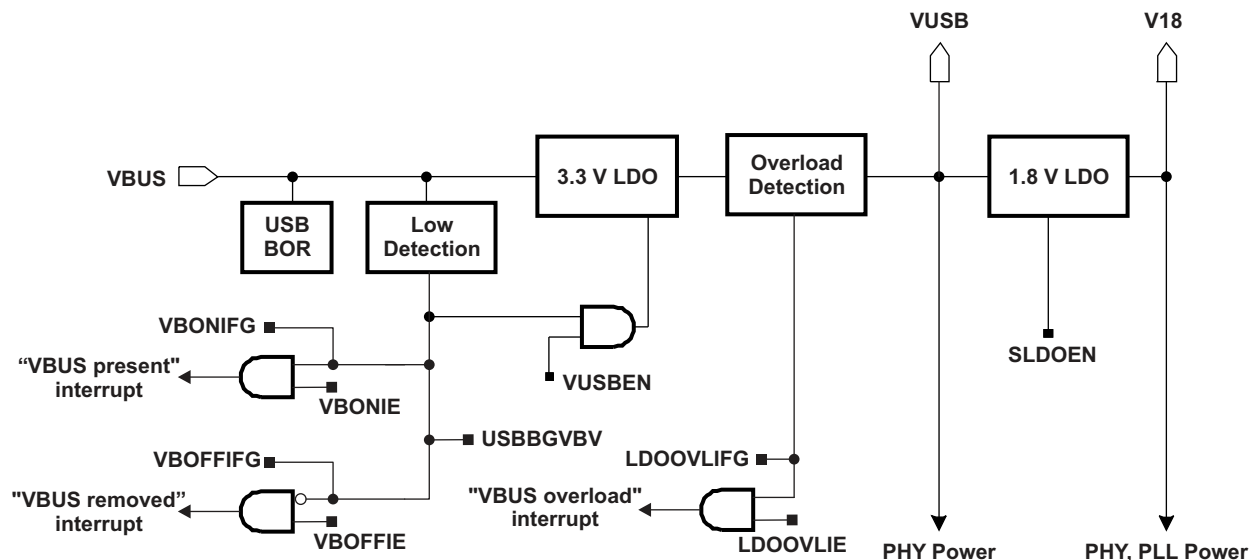 VUSB
V18
VBUS
3.3 V LDO
Overload
Detection
1.8 V LDO
USB
BOR
Low
Detection
VBONIFG
“VBUS present"
interrupt
VBONIE
VUSBEN
SLDOEN
USBBGVBV
VBOFFIFG
LDOOVLIFG
"VBUS removed”
interrupt
VBOFFIE
"VBUS overload"
interrupt
LDOOVLIE
PHY Power
PHY, PLL Power